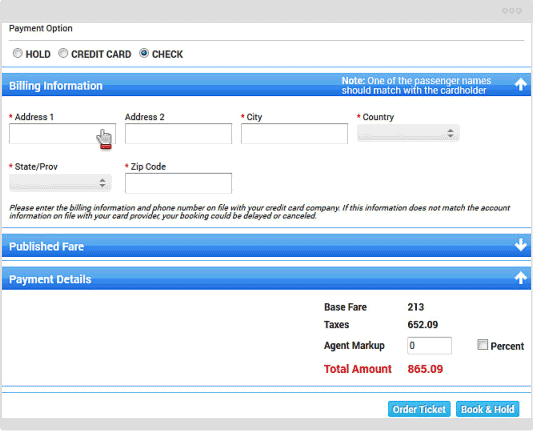 Payment Option
HOLD CREDIT CARD CHECK
Billing Information
Note: One of the passenger names
should match with the cardholder
* Address 1 Address 2 * City * Country
* State/Prov * Zip Code
Please enter the billing information and phone number on file with your credit card company. If this information does not match the account
information on file with your card provider, your booking could be delayed or canceled.
Published Fare
Payment Details
Base Fare 213
Taxes 652.09
Agent Markup 0 Percent
Total Amount 865.09
Order Ticket Book & Hold